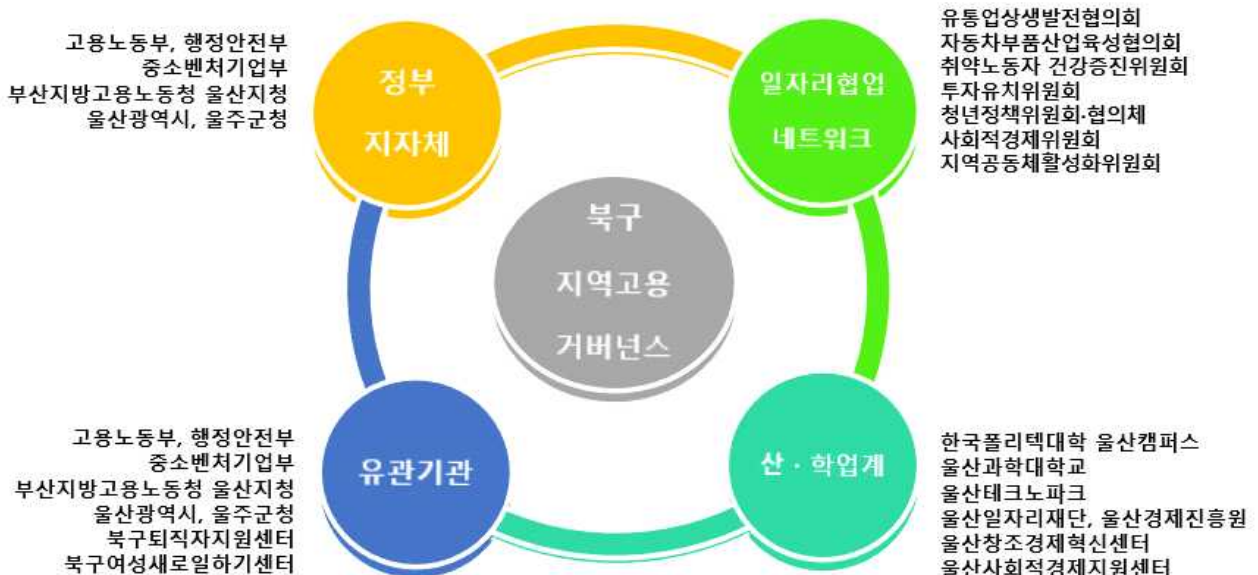 고용노동부, 행정안전부
중소벤처기업부
부산지방고용노동청 울산지청
울산광역시, 울주군청
정부
지자체
일자리협업
네트워크
유통업상생발전협의회
자동차부품산업육성협의회
취약노동자 건강증진위원회
투자유치위원회
청년정책위원회·협의체
사회적경제위원회
지역공동체활성화위원회
북구
지역고용
거버넌스
고용노동부, 행정안전부
중소벤처기업부
부산지방고용노동청 울산지청
울산광역시, 울주군청
북구퇴직자지원센터
북구여성새로일하기센터
유관기관
산 · 학업계
한국폴리텍대학 울산캠퍼스
울산과학대학교
울산테크노파크
울산일자리재단, 울산경제진흥원
울산창조경제혁신센터
울산사회적경제지원센터